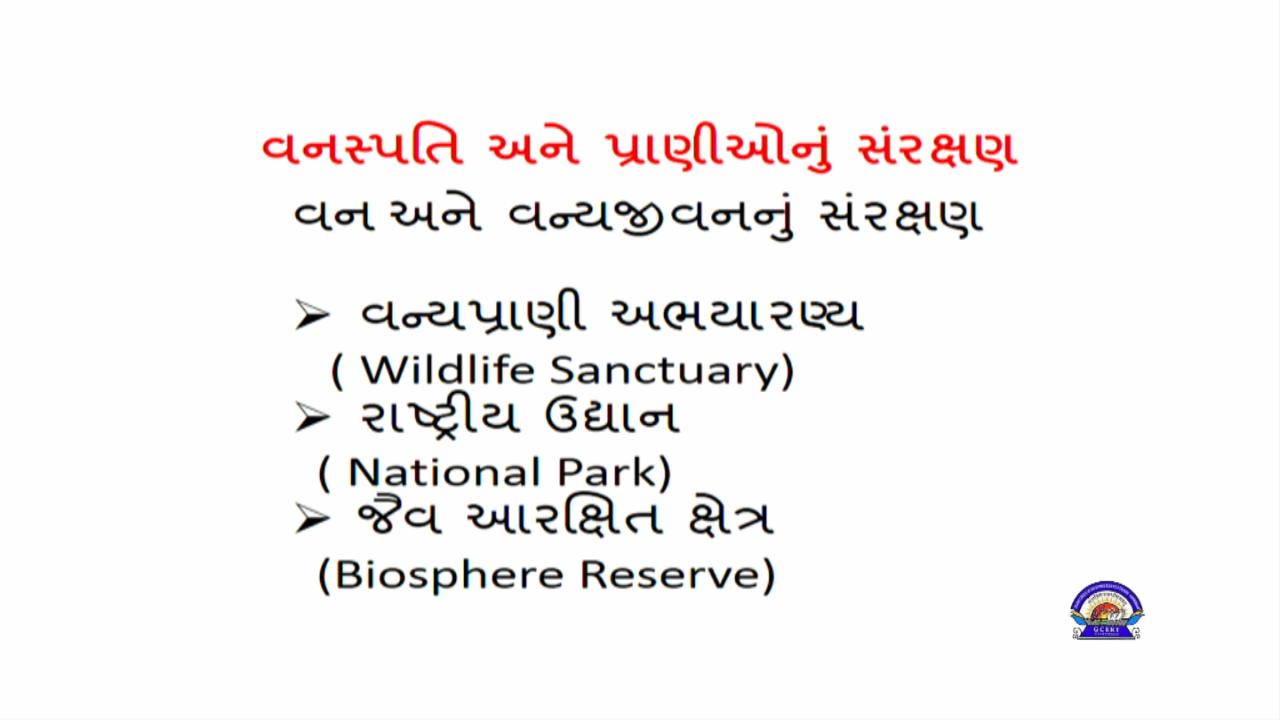 વનસ્પતિ અને પ્રાણીઓનું સંરક્ષણ
વન અને વન્યજીવનનું સંરક્ષણ
➢ વન્યપ્રાણી અભયારણ્ય
( Wildlife Sanctuary)
➢ રાષ્ટ્રીય ઉદ્યાન
( National Park)
➢ જૈવ આરક્ષિત ક્ષેત્ર
(Biosphere Reserve)
GCERT